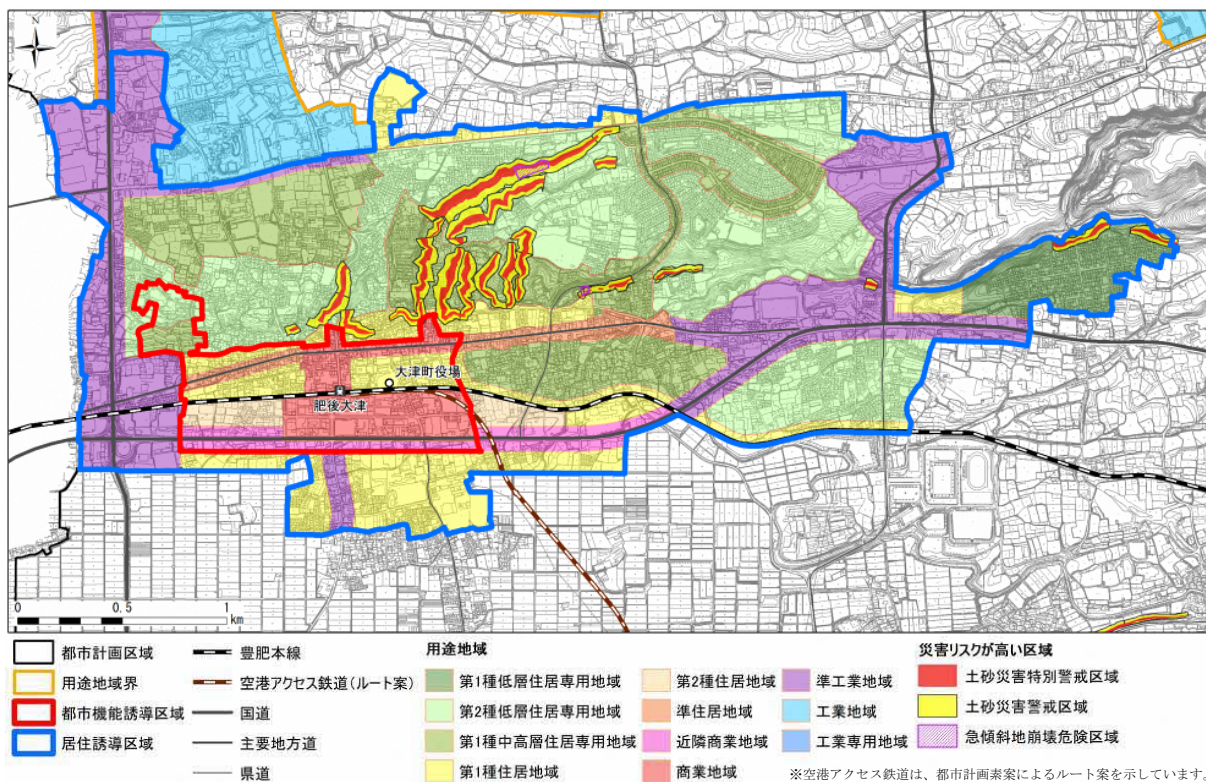 N
大津町役場
肥後大津
0 0.5 1
km
都市計画区域
用途地域界
都市機能誘導区域
居住誘導区域
豊肥本線
空港アクセス鉄道(ルート案)
国道
主要地方道
県道
用途地域
第1種低層住居専用地域
第2種低層住居専用地域
第1種中高層住居専用地域
第1種住居地域
第2種住居地域
準住居地域
近隣商業地域
商業地域
準工業地域
工業地域
工業専用地域
災害リスクが高い区域
土砂災害特別警戒区域
土砂災害警戒区域
急傾斜地崩壊危険区域
※空港アクセス鉄道は、都市計画素案によるルート案を示しています。